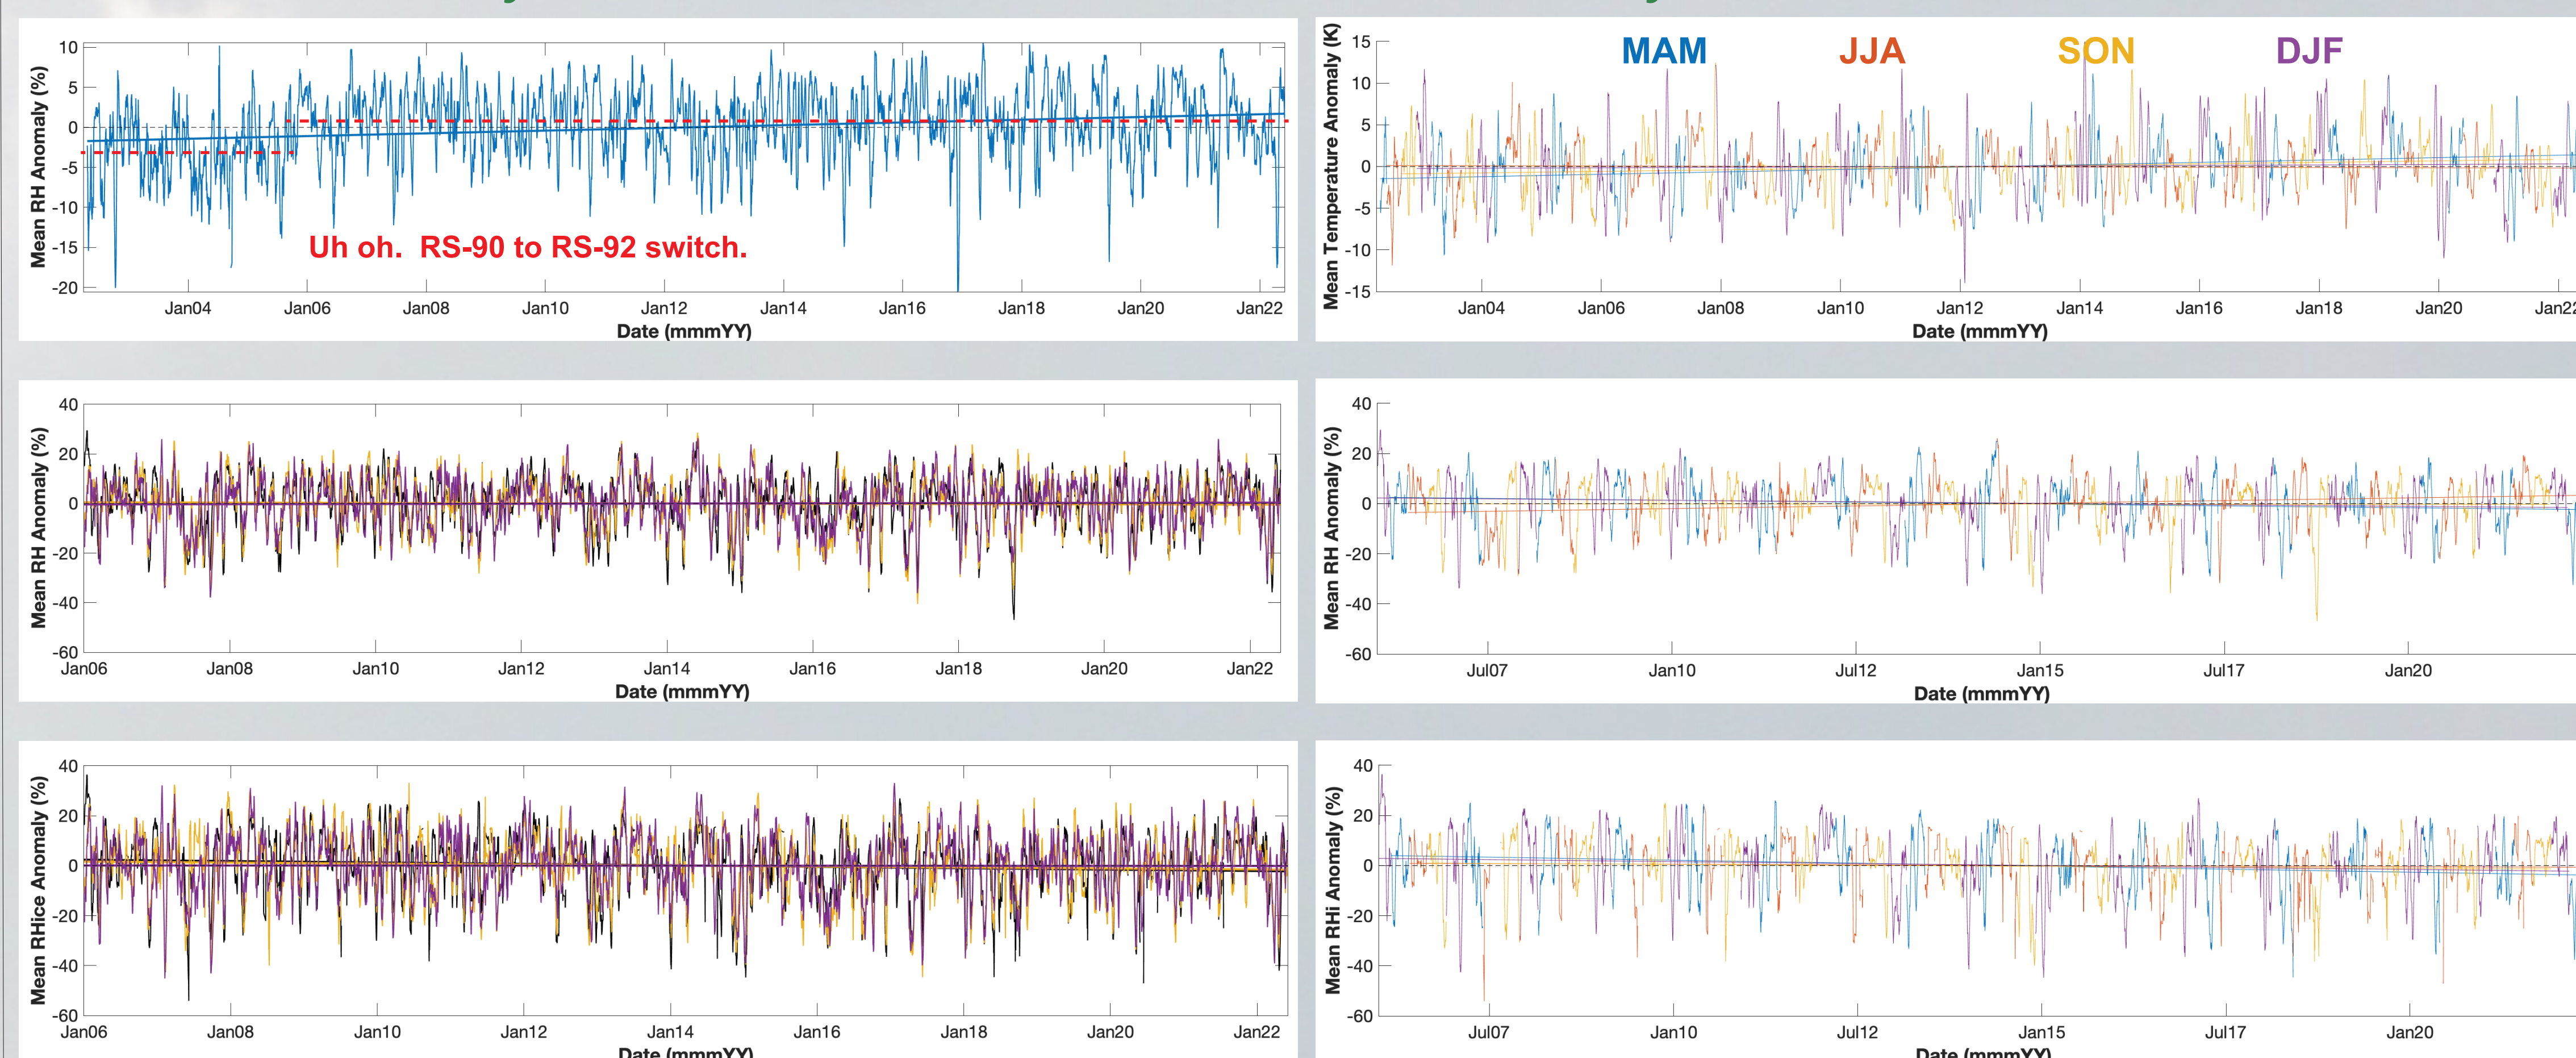 Mean RH Anomaly (%)
10
5
0
-5
-10
-15
-20
Uh oh. RS-90 to RS-92 switch.
Jan04 Jan06 Jan08 Jan10 Jan12 Jan14 Jan16 Jan18 Jan20 Jan22
Date (mmmYY)
Mean Temperature Anomaly (K)
MAM JJA SON DJF
15
10
5
0
-5
-10
-15
Jan04 Jan06 Jan08 Jan10 Jan12 Jan14 Jan16 Jan18 Jan20 Jan22
Date (mmmYY)
Mean RH Anomaly (%)
40
20
0
-20
-40
-60
Jan06 Jan08 Jan10 Jan12 Jan14 Jan16 Jan18 Jan20 Jan22
Date (mmmYY)
Mean RH Anomaly (%)
40
20
0
-20
-40
-60
Jul07 Jan10 Jul12 Jan15 Jul17 Jan20
Date (mmmYY)
Mean RHice Anomaly (%)
40
20
0
-20
-40
-60
Jan06 Jan08 Jan10 Jan12 Jan14 Jan16 Jan18 Jan20 Jan22
Date (mmmYY)
Mean RHi Anomaly (%)
40
20
0
-20
-40
-60
Jul07 Jan10 Jul12 Jan15 Jul17 Jan20
Date (mmmYY)